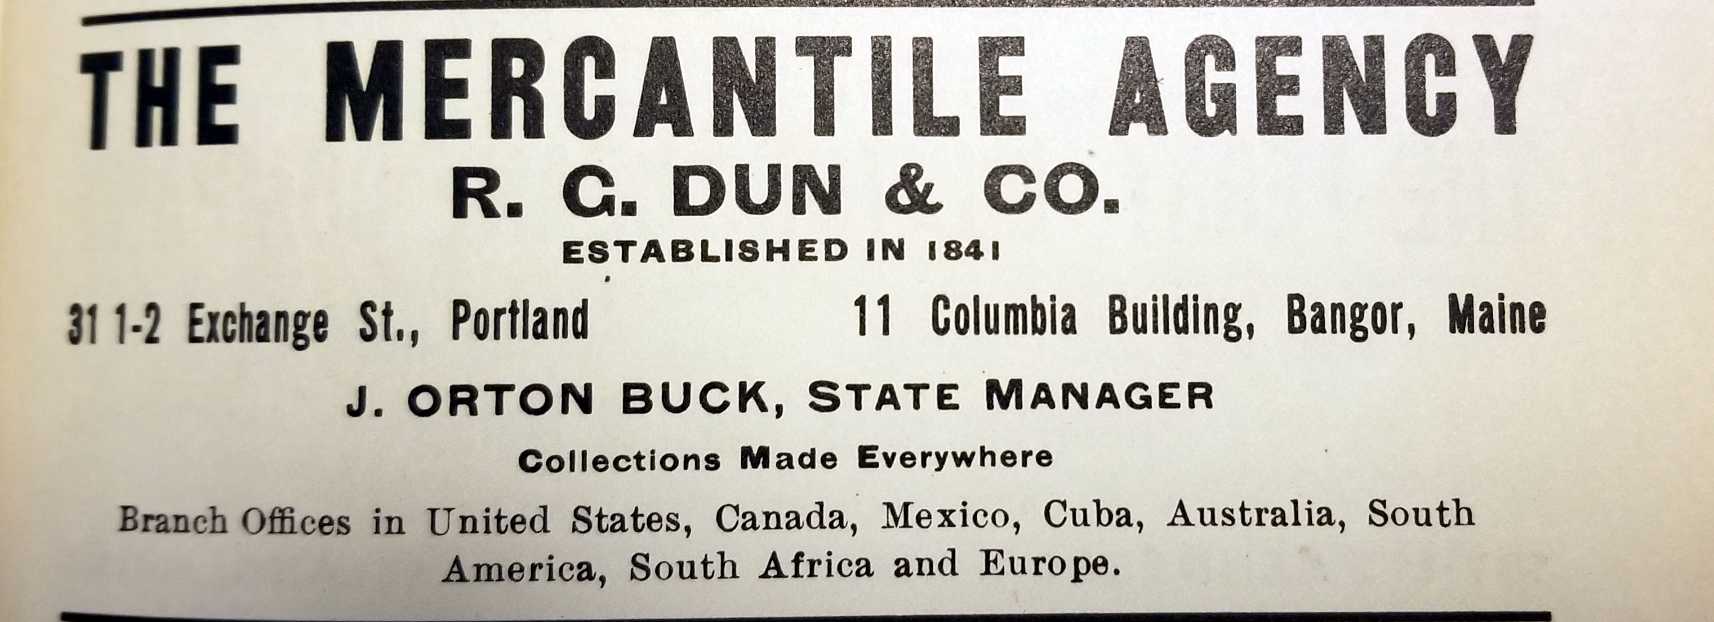 THE MERCANTILE AGENCY
R. G. DUN & CO.
ESTABLISHED IN 1841
31 1-2 Exchange St., Portland 11 Columbia Building, Bangor, Maine
J. ORTON BUCK, STATE MANAGER
Collections Made Everywhere
Branch Offices in United States, Canada, Mexico, Cuba, Australia, South
America, South Africa and Europe.